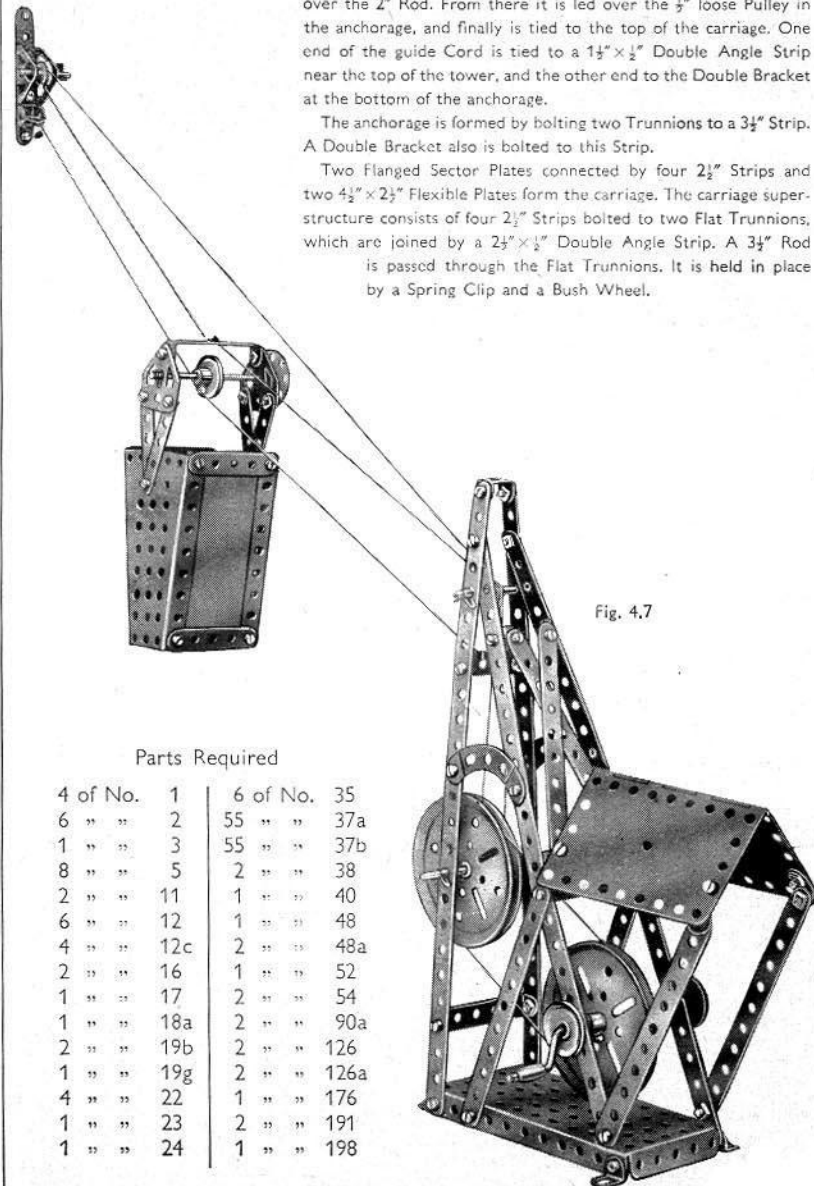 over the 2" Rod. From there it is led over the ½" loose Pulley in
the anchorage, and finally is tied to the top of the carriage. One
end of the guide Cord is tied to a 1½" × ½" Double Angle Strip
near the top of the tower, and the other end to the Double Bracket
at the bottom of the anchorage.
The anchorage is formed by bolting two Trunnions to a 3½" Strip.
A Double Bracket also is bolted to this Strip.
Two Flanged Sector Plates connected by four 2½" Strips and
two 4½" × 2½" Flexible Plates form the carriage. The carriage super-
structure consists of four 2½" Strips bolted to two Flat Trunnions,
which are joined by a 2½" × ½" Double Angle Strip. A 3½" Rod
is passed through the Flat Trunnions. It is held in place
by a Spring Clip and a Bush Wheel.
Fig. 4.7
Parts Required
4 of No. 1 | 6 of No. 35
6 " " 2 | 55 " " 37a
1 " " 3 | 55 " " 37b
8 " " 5 | 2 " " 38
2 " " 11 | 1 " " 40
6 " " 12 | 1 " " 48
4 " " 12c | 2 " " 48a
2 " " 16 | 1 " " 52
1 " " 17 | 2 " " 54
1 " " 18a | 2 " " 90a
2 " " 19b | 2 " " 126
1 " " 19g | 2 " " 126a
4 " " 22 | 1 " " 176
1 " " 23 | 2 " " 191
1 " " 24 | 1 " " 198